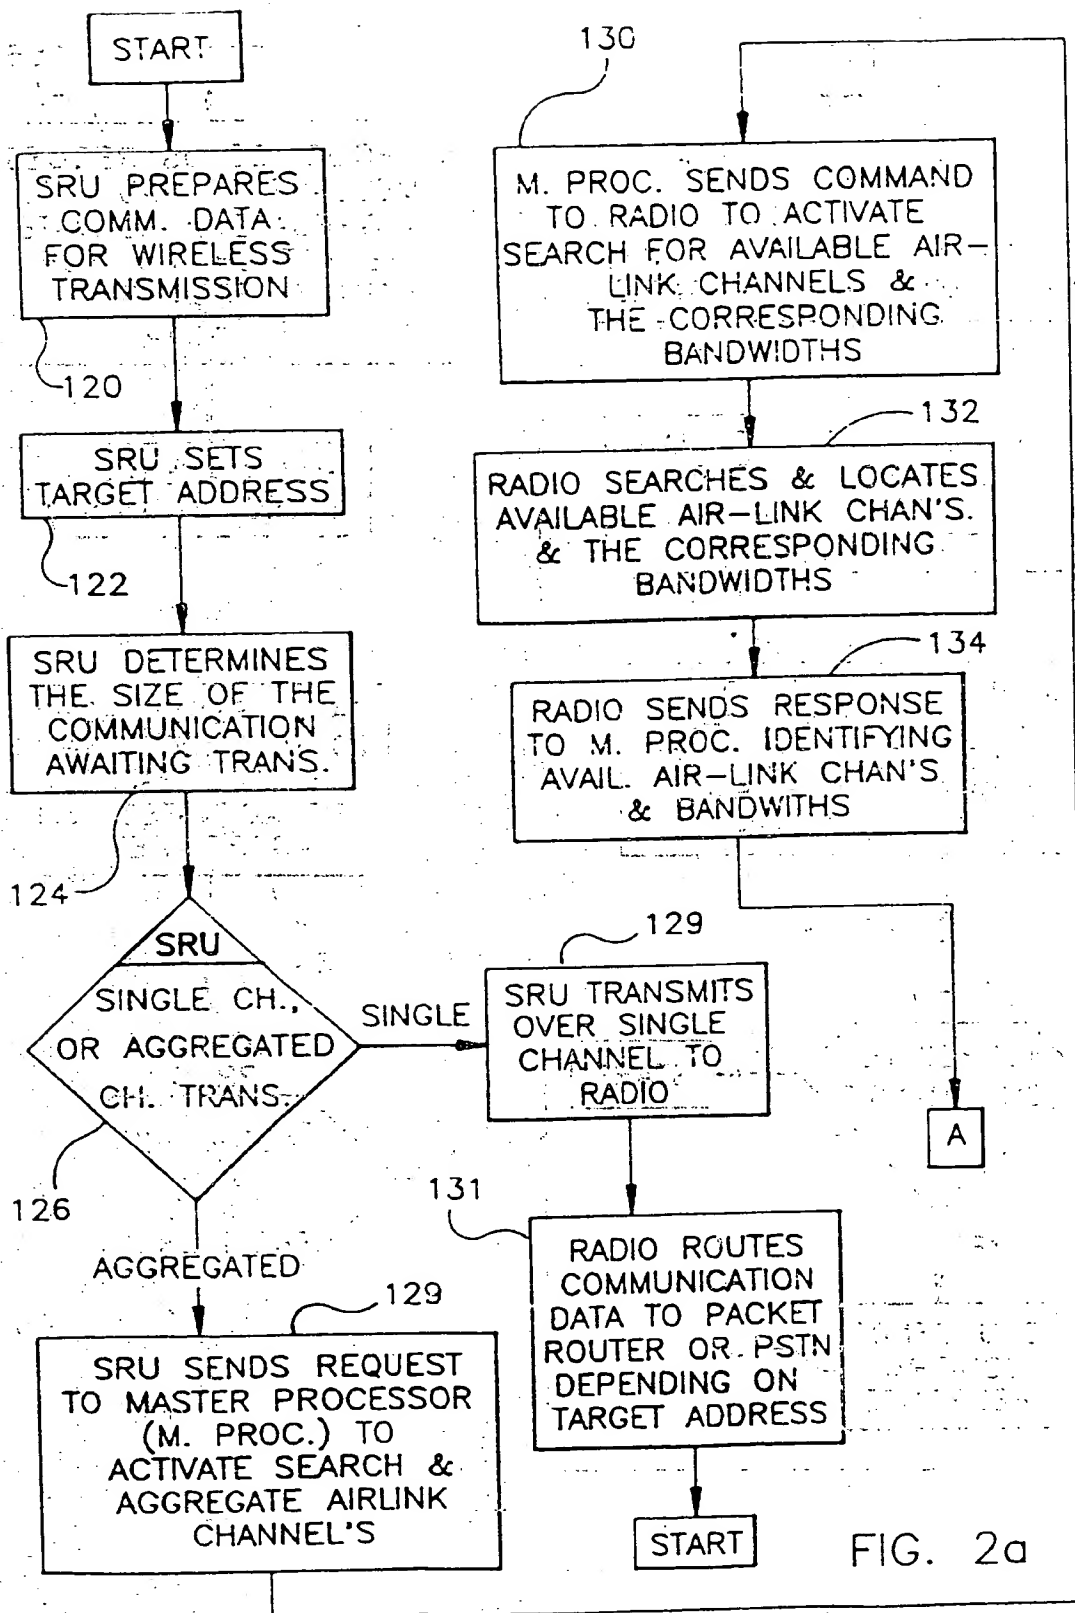 START
SRU PREPARES
COMM. DATA
FOR WIRELESS
TRANSMISSION
120
SRU SETS
TARGET ADDRESS
122
SRU DETERMINES
THE SIZE OF THE
COMMUNICATION
AWAITING TRANS.
124
SRU
SINGLE CH.,
OR AGGREGATED
CH. TRANS.
126
SINGLE
AGGREGATED
129
SRU SENDS REQUEST
TO MASTER PROCESSOR
(M. PROC.) TO
ACTIVATE SEARCH &
AGGREGATE AIRLINK
CHANNEL'S
129
SRU TRANSMITS
OVER SINGLE
CHANNEL TO
RADIO
131
RADIO ROUTES
COMMUNICATION
DATA TO PACKET
ROUTER OR PSTN
DEPENDING ON
TARGET ADDRESS
START
130
M. PROC. SENDS COMMAND
TO RADIO TO ACTIVATE
SEARCH FOR AVAILABLE AIR-
LINK CHANNELS &
THE CORRESPONDING
BANDWIDTHS
132
RADIO SEARCHES & LOCATES
AVAILABLE AIR-LINK CHAN'S.
& THE CORRESPONDING
BANDWIDTHS
134
RADIO SENDS RESPONSE
TO M. PROC. IDENTIFYING
AVAIL. AIR-LINK CHAN'S
& BANDWITHS
A
FIG. 2a